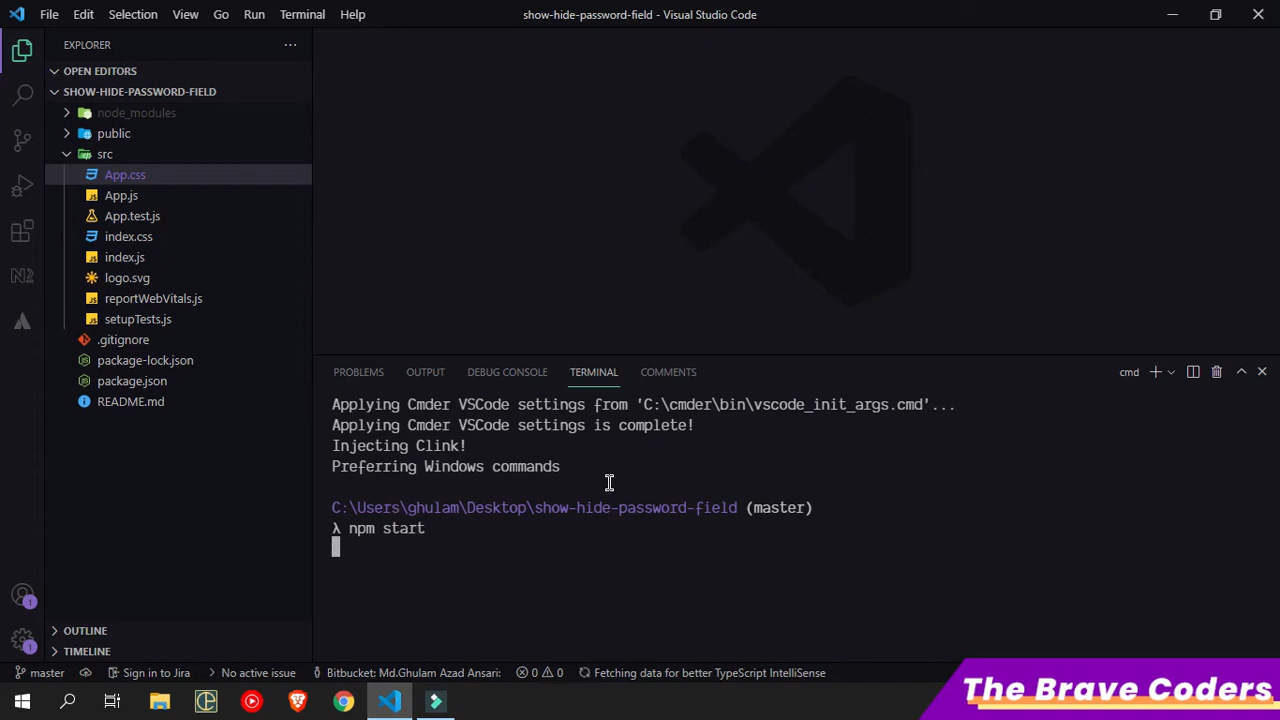 File Edit Selection View Go Run Terminal Help
show-hide-password-field - Visual Studio Code
EXPLORER
OPEN EDITORS
SHOW-HIDE-PASSWORD-FIELD
node_modules
public
src
App.css
App.js
App.test.js
index.css
index.js
logo.svg
reportWebVitals.js
setupTests.js
.gitignore
package-lock.json
package.json
README.md
OUTLINE
TIMELINE
PROBLEMS OUTPUT DEBUG CONSOLE TERMINAL COMMENTS
cmd
Applying Cmder VSCode settings from 'C:\cmder\bin\vscode_init_args.cmd'...
Applying Cmder VSCode settings is complete!
Injecting Clink!
Preferring Windows commands
C:\Users\ghulam\Desktop\show-hide-password-field (master)
λ npm start
1
1
master Sign in to Jira No active issue Bitbucket: Md.Ghulam Azad Ansari: 0 0 Fetching data for better TypeScript IntelliSense
The Brave Coders